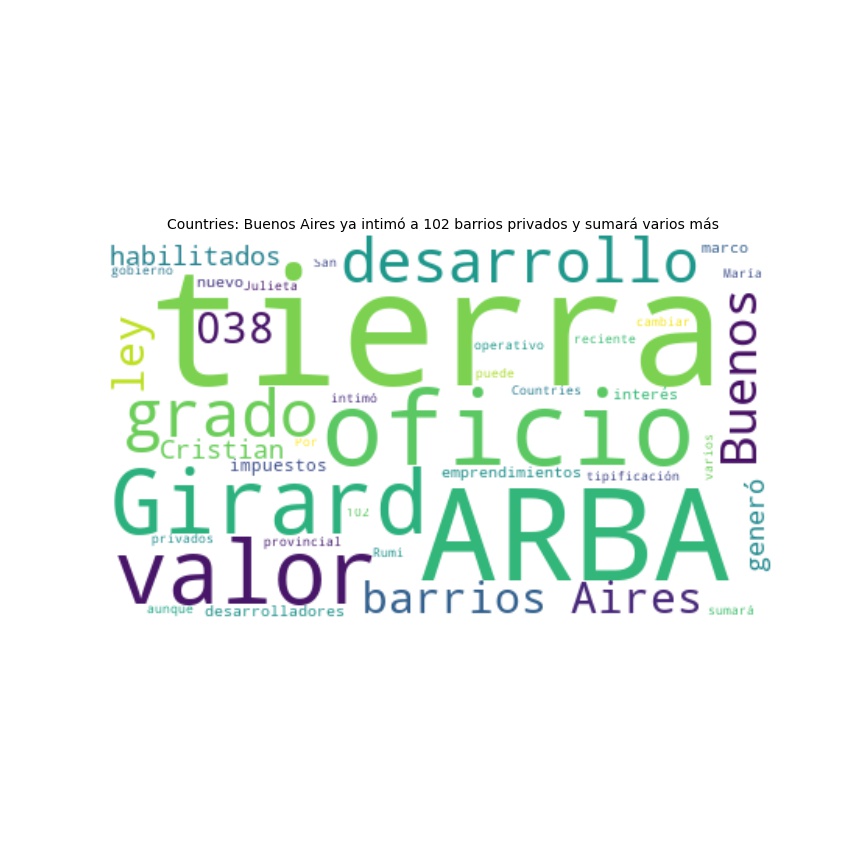 Countries: Buenos Aires ya intimó a 102 barrios privados y sumará varios más
habilitados
San
desarrollo
marco
gobierno
María
nuevo
Julieta
tierra
ley
038
cambiar
operativo
reciente
puede
Buenos
grado
intimó
oficio
Countries
interés
Cristian
Por
varios
impuestos
emprendimientos
tipificación
Girard
102
ARBA
generó
privados
provincial
Rumi
valor
barrios
Aires
aunque
desarrolladores
sumará